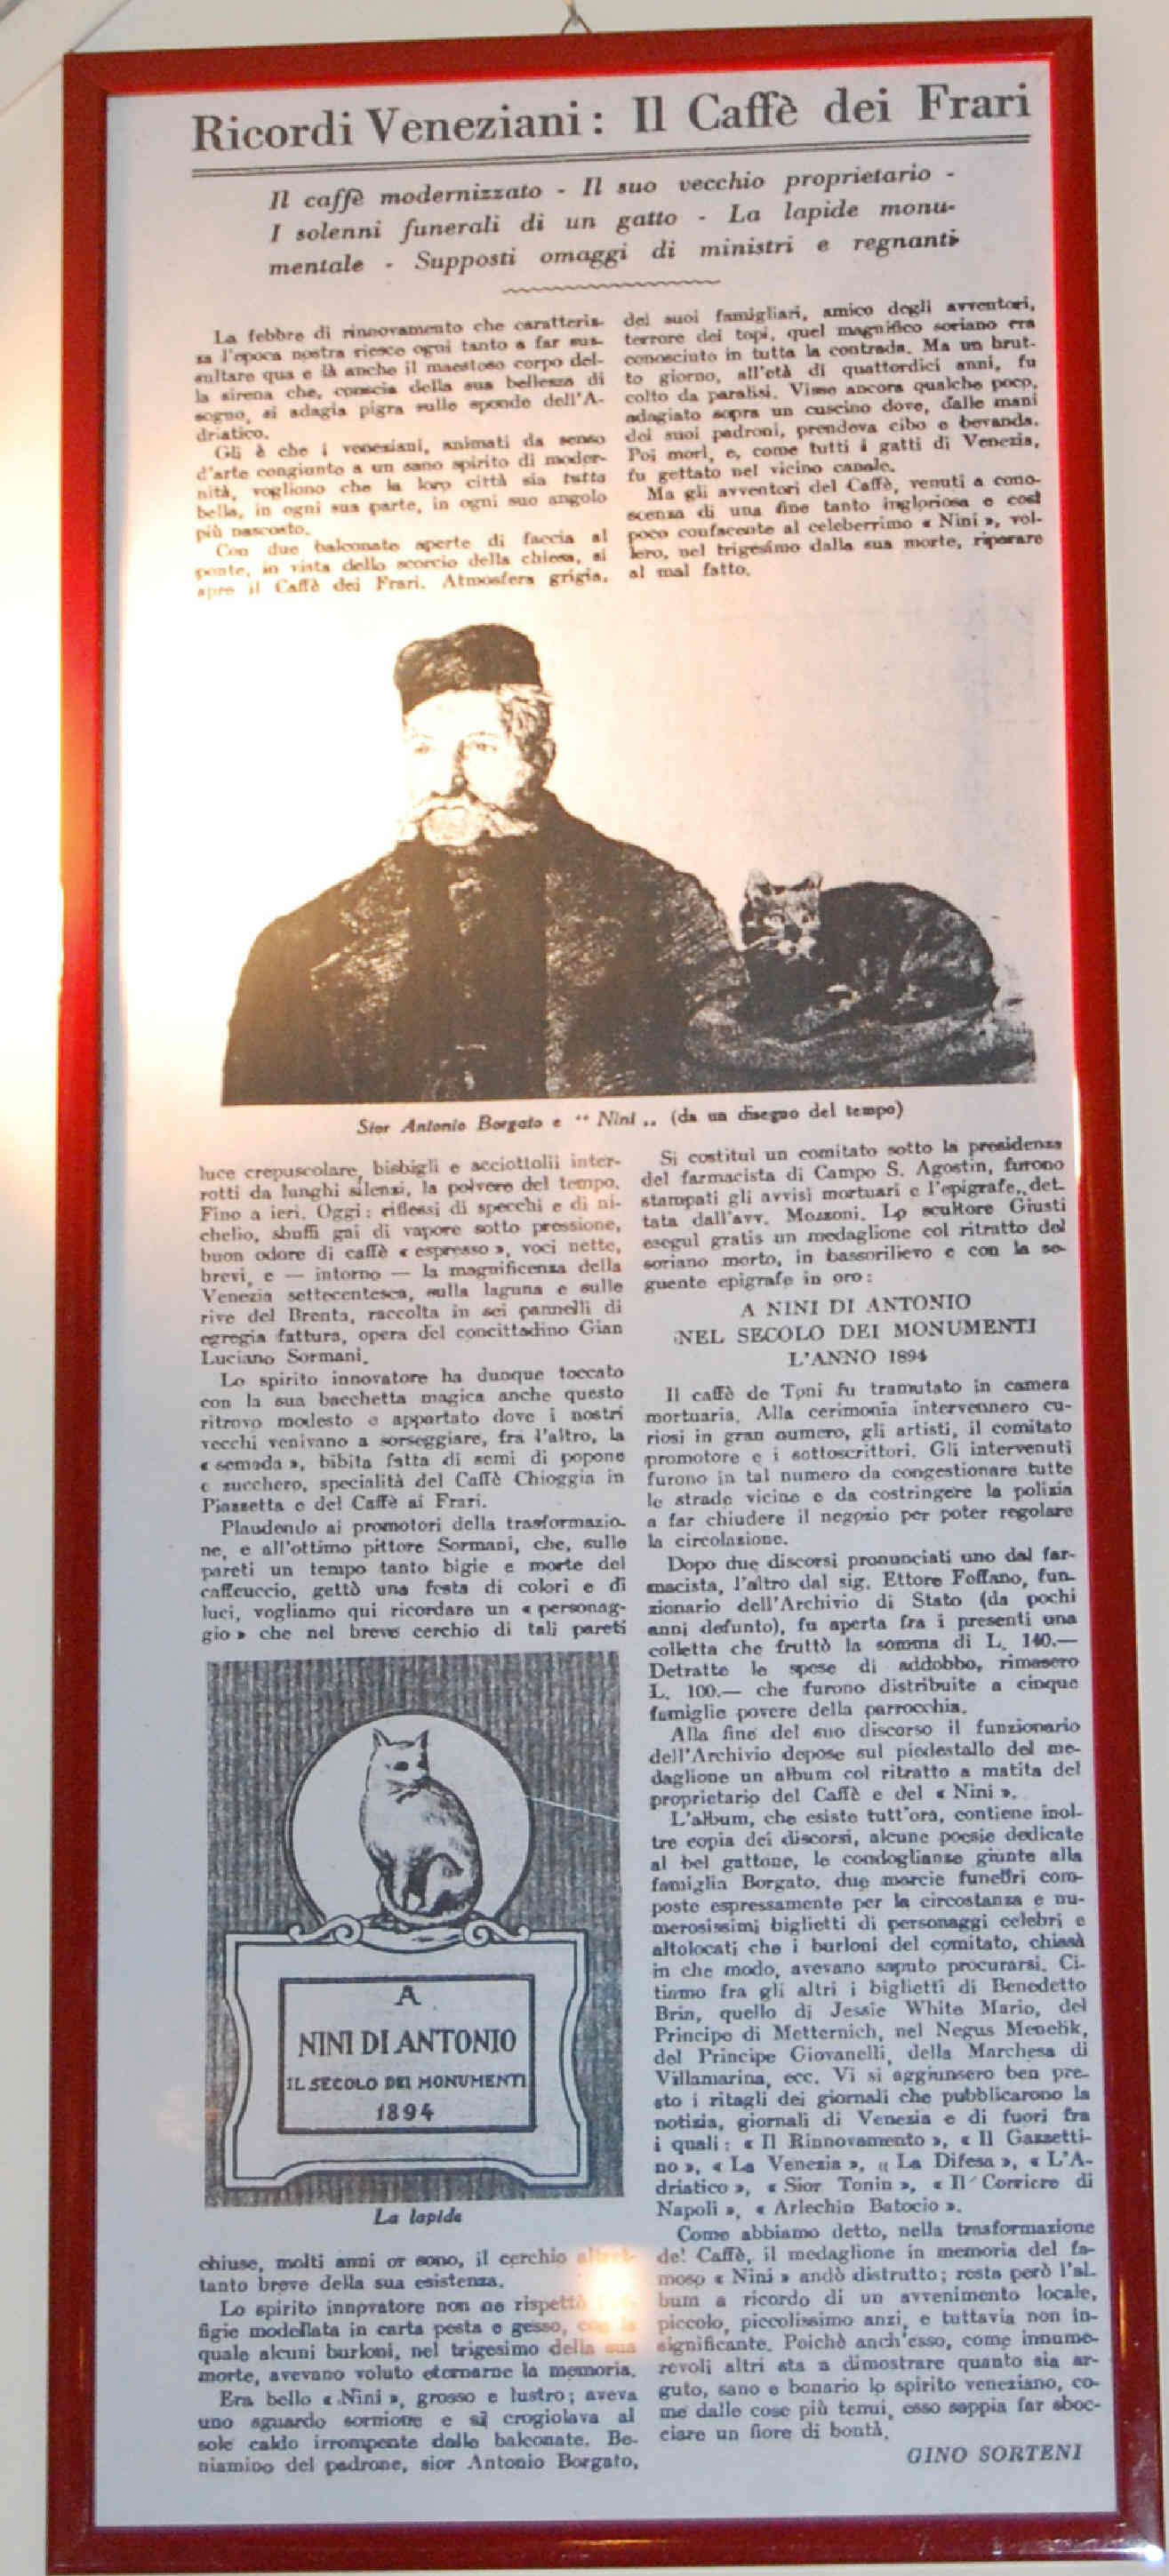 Ricordi Veneziani: Il Caffè dei Frari
Il caffè modernizzato - Il suo vecchio proprietario -
I solenni funerali di un gatto - La lapide monu-
mentale - Supposti omaggi di ministri e regnanti
La febbre di rinnovamento che caratteriz-
za l'epoca nostra riesce ogni tanto a far sus-
sultare qua e là anche il maestoso corpo del-
la sirena che, conscia della sua bellezza di
sogno, si adagia pigra sulle sponde dell'A-
driatico.
Gli è che i veneziani, animati da senso
d'arte congiunto a un sano spirito di moder-
nità, vogliono che la loro città sia tutta
bella, in ogni sua parte, in ogni suo angolo
più nascosto.
Con due balconate aperte di faccia al
ponte, in vista dello scorcio della chiesa, si
apre il Caffè dei Frari. Atmosfera grigia,
luce crepuscolare, bisbigli e acciottolii inter-
rotti da lunghi silenzi, la polvere del tempo.
Fino a ieri. Oggi: riflessi di specchi e di ni-
chelio, sbuffi gai di vapore sotto pressione,
buon odore di caffè « espresso », voci nette,
brevi, e — intorno — la magnificenza della
Venezia settecentesca, sulla laguna e sulle
rive del Brenta, raccolta in sei pannelli di
egregia fattura, opera del concittadino Gian
Luciano Sormani.
Lo spirito innovatore ha dunque toccato
con la sua bacchetta magica anche questo
ritrovo modesto e appartato dove i nostri
vecchi venivano a sorseggiare, fra l'altro, la
« semada », bibita fatta di semi di popone
e zucchero, specialità del Caffè Chioggia in
Piazzetta e del Caffè ai Frari.
Plaudendo ai promotori della trasformazio-
ne, e all'ottimo pittore Sormani, che, sulle
pareti un tempo tanto bigie e morte del
caffeuccio, gettò una festa di colori e di
luci, vogliamo qui ricordare un « personag-
gio » che nel breve cerchio di tali pareti
A
NINI DI ANTONIO
IL SECOLO DEI MONUMENTI
1894
La lapide
chiuse, molti anni or sono, il cerchio altret-
tanto breve della sua esistenza.
Lo spirito innovatore non ne rispettò
figie modellata in carta pesta e gesso, con la
quale alcuni burloni, nel trigesimo della sua
morte, avevano voluto eternarne la memoria.
Era bello « Nini », grosso e lustro; aveva
uno sguardo sornione e si crogiolava al
sole caldo irrompente dalle balconate. Be-
niamino del padrone, sior Antonio Borgato,
dei suoi famigliari, amico degli avventori,
terrore dei topi, quel magnifico soriano era
conosciuto in tutta la contrada. Ma un brut-
to giorno, all'età di quattordici anni, fu
colto da paralisi. Visse ancora qualche poco,
adagiato sopra un cuscino dove, dalle mani
dei suoi padroni, prendeva cibo e bevanda.
Poi morì, e, come tutti i gatti di Venezia,
fu gettato nel vicino canale.
Ma gli avventori del Caffè, venuti a cono-
scenza di una fine tanto ingloriosa e così
poco confacente al celeberrimo « Nini », vol-
lero, nel trigesimo dalla sua morte, riparare
al mal fatto.
Sior Antonio Borgato e " Nini „ (da un disegno del tempo)
Si costituì un comitato sotto la presidenza
del farmacista di Campo S. Agostin, furono
stampati gli avvisi mortuari e l'epigrafe, det-
tata dall'avv. Mozzoni. Lo scultore Giusti
eseguì gratis un medaglione col ritratto del
soriano morto, in bassorilievo e con la se-
guente epigrafe in oro:
A NINI DI ANTONIO
NEL SECOLO DEI MONUMENTI
L'ANNO 1894
Il caffè de Toni fu tramutato in camera
mortuaria. Alla cerimonia intervennero cu-
riosi in gran numero, gli artisti, il comitato
promotore e i sottoscrittori. Gli intervenuti
furono in tal numero da congestionare tutte
le strade vicine e da costringere la polizia
a far chiudere il negozio per poter regolare
la circolazione.
Dopo due discorsi pronunciati uno dal far-
macista, l'altro dal sig. Ettore Foffano, fun-
zionario dell'Archivio di Stato (da pochi
anni defunto), fu aperta fra i presenti una
colletta che fruttò la somma di L. 140.—
Detratte le spese di addobbo, rimasero
L. 100.— che furono distribuite a cinque
famiglie povere della parrocchia.
Alla fine del suo discorso il funzionario
dell'Archivio depose sul piedestallo del me-
daglione un album col ritratto a matita del
proprietario del Caffè e del « Nini ».
L'album, che esiste tutt'ora, contiene inol-
tre copia dei discorsi, alcune poesie dedicate
al bel gattone, le condoglianze giunte alla
famiglia Borgato, due marcie funebri com-
poste espressamente per la circostanza e nu-
merosissimi biglietti di personaggi celebri e
altolocati che i burloni del comitato, chissà
in che modo, avevano saputo procurarsi. Ci-
tiamo fra gli altri i biglietti di Benedetto
Brin, quello di Jessie White Mario, del
Principe di Metternich, nel Negus Menelik,
del Principe Giovanelli, della Marchesa di
Villamarina, ecc. Vi si aggiunsero ben pre-
sto i ritagli dei giornali che pubblicarono la
notizia, giornali di Venezia e di fuori fra
i quali: « Il Rinnovamento », « Il Gazzetti-
no », « La Venezia », « La Difesa », « L'A-
driatico », « Sior Tonin », « Il Corriere di
Napoli », « Arlechin Batocio ».
Come abbiamo detto, nella trasformazione
del Caffè, il medaglione in memoria del fa-
moso « Nini » andò distrutto; resta però l'al-
bum a ricordo di un avvenimento locale,
piccolo, piccolissimo anzi, e tuttavia non in-
significante. Poichè anch'esso, come innume-
revoli altri sta a dimostrare quanto sia ar-
guto, sano e bonario lo spirito veneziano, co-
me dalle cose più tenui, esso sappia far sboc-
ciare un fiore di bontà.
GINO SORTENI